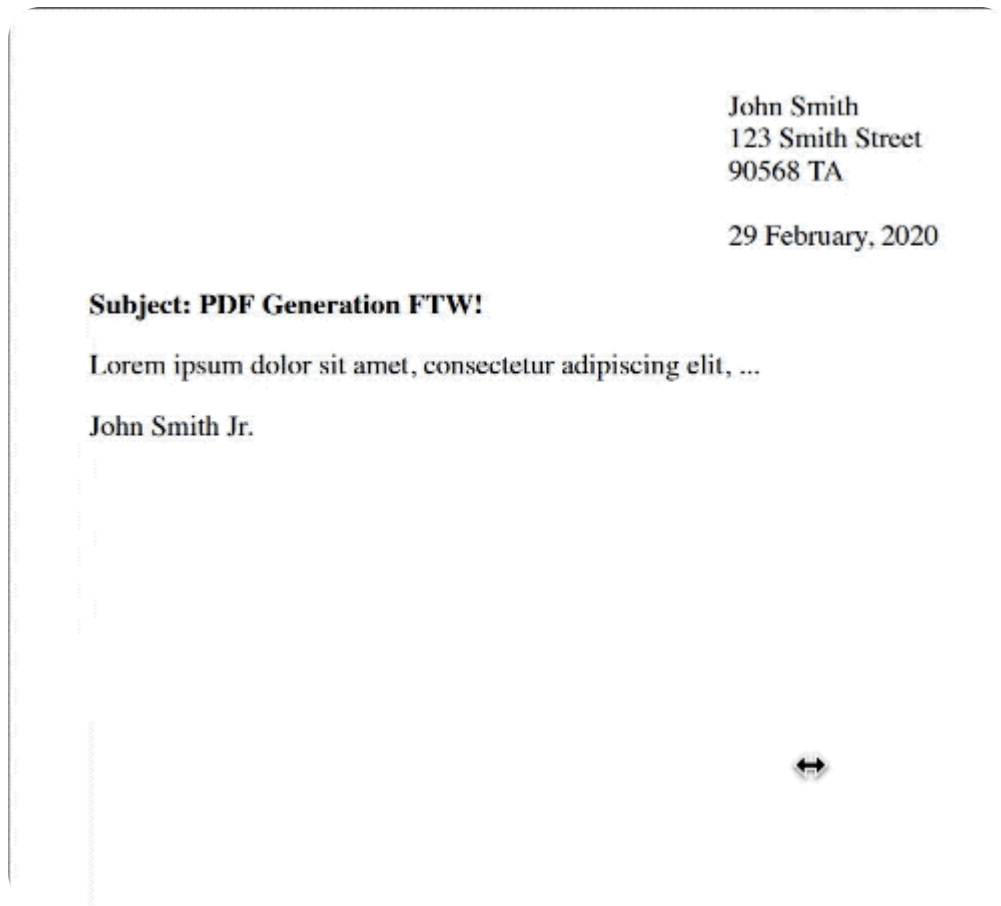 John Smith
123 Smith Street
90568 TA
29 February, 2020
Subject: PDF Generation FTW!
Lorem ipsum dolor sit amet, consectetur adipiscing elit, ...
John Smith Jr.